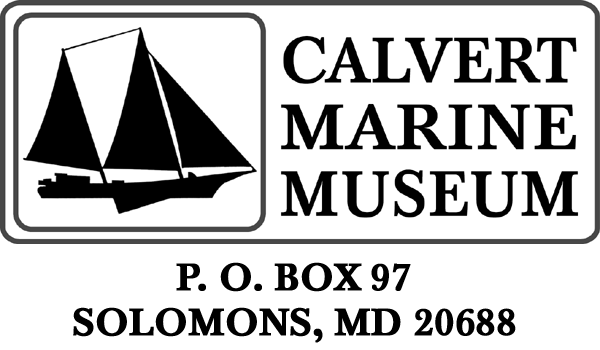 CALVERT
MARINE
MUSEUM
P. O. BOX 97
SOLOMONS, MD 20688